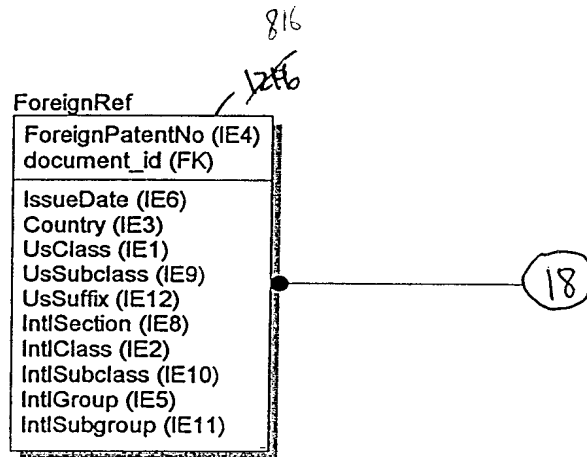 816
ForeignRef
ForeignPatentNo (IE4)
document_id (FK)
IssueDate (IE6)
Country (IE3)
UsClass (IE1)
UsSubclass (IE9)
UsSuffix (IE12)
IntlSection (IE8)
IntlClass (IE2)
IntlSubclass (IE10)
IntlGroup (IE5)
IntlSubgroup (IE11)
18